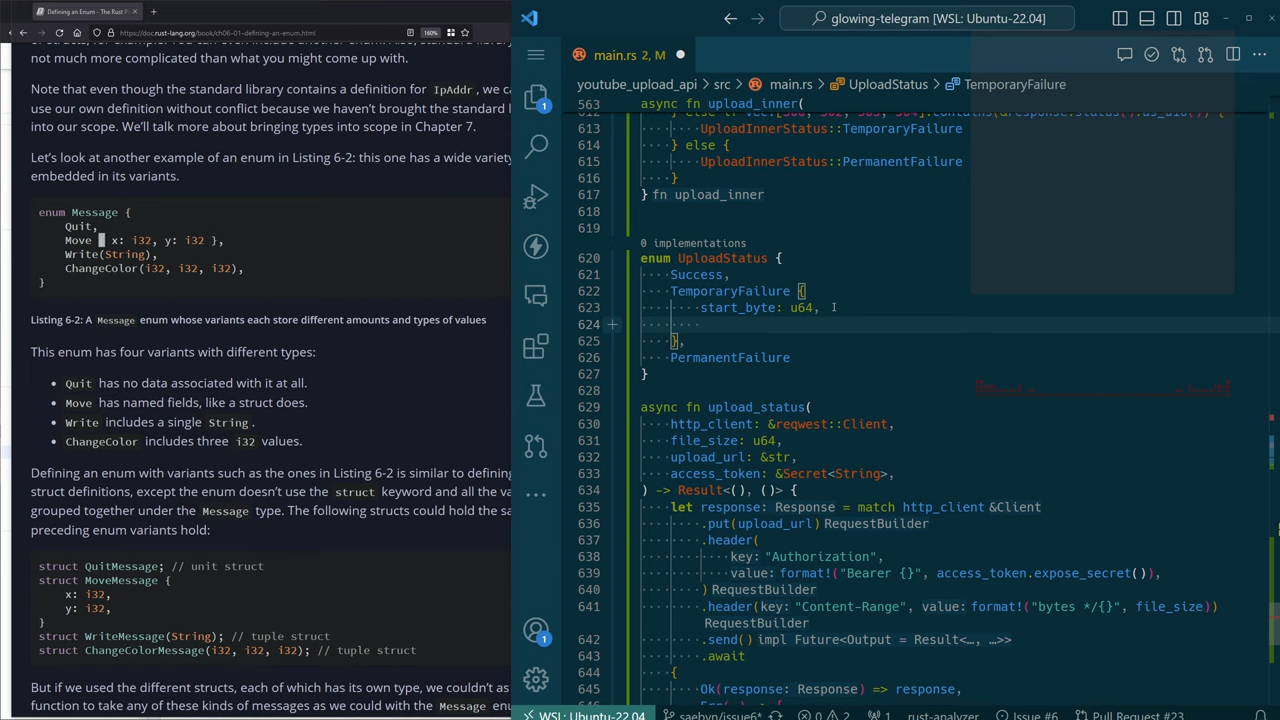 Defining an Enum - The Rust P
https://doc.rust-lang.org/book/ch06-01-defining-an-enum.html
160%
not much more complicated than what you might come up with.
Note that even though the standard library contains a definition for IpAddr, we ca
use our own definition without conflict because we haven't brought the standard l
into our scope. We'll talk more about bringing types into scope in Chapter 7.
Let's look at another example of an enum in Listing 6-2: this one has a wide variety
embedded in its variants.
enum Message {
Quit,
Move { x: i32, y: i32 },
Write(String),
ChangeColor(i32, i32, i32),
}
Listing 6-2: A Message enum whose variants each store different amounts and types of values
This enum has four variants with different types:
Quit has no data associated with it at all.
Move has named fields, like a struct does.
Write includes a single String.
ChangeColor includes three i32 values.
Defining an enum with variants such as the ones in Listing 6-2 is similar to defining
struct definitions, except the enum doesn't use the struct keyword and all the va
grouped together under the Message type. The following structs could hold the sa
preceding enum variants hold:
struct QuitMessage; // unit struct
struct MoveMessage {
x: i32,
y: i32,
}
struct WriteMessage(String); // tuple struct
struct ChangeColorMessage(i32, i32, i32); // tuple struct
But if we used the different structs, each of which has its own type, we couldn't as
function to take any of these kinds of messages as we could with the Message enu
glowing-telegram [WSL: Ubuntu-22.04]
main.rs 2, M
youtube_upload_api > src > main.rs > UploadStatus > TemporaryFailure
563 async fn upload_inner(
613 UploadInnerStatus::TemporaryFailure
614 } else {
615 UploadInnerStatus::PermanentFailure
616 }
617 } fn upload_inner
618
619
0 implementations
620 enum UploadStatus {
621 Success,
622 TemporaryFailure {
623 start_byte: u64,
624
625 },
626 PermanentFailure
627 }
628
629 async fn upload_status(
630 http_client: &reqwest::Client,
631 file_size: u64,
632 upload_url: &str,
633 access_token: &Secret<String>,
634 ) -> Result<(), ()> {
635 let response: Response = match http_client &Client
636 .put(upload_url) RequestBuilder
637 .header(
638 key: "Authorization",
639 value: format!("Bearer {}", access_token.expose_secret()),
640 ) RequestBuilder
641 .header(key: "Content-Range", value: format!("bytes */{}", file_size))
RequestBuilder
642 .send() impl Future<Output = Result<…, …>>
643 .await
644 {
645 Ok(response: Response) => response,
WSL: Ubuntu-22.04 saebyn/issue6* 0 2 1 rust-analyzer Issue #6 Pull Request #23